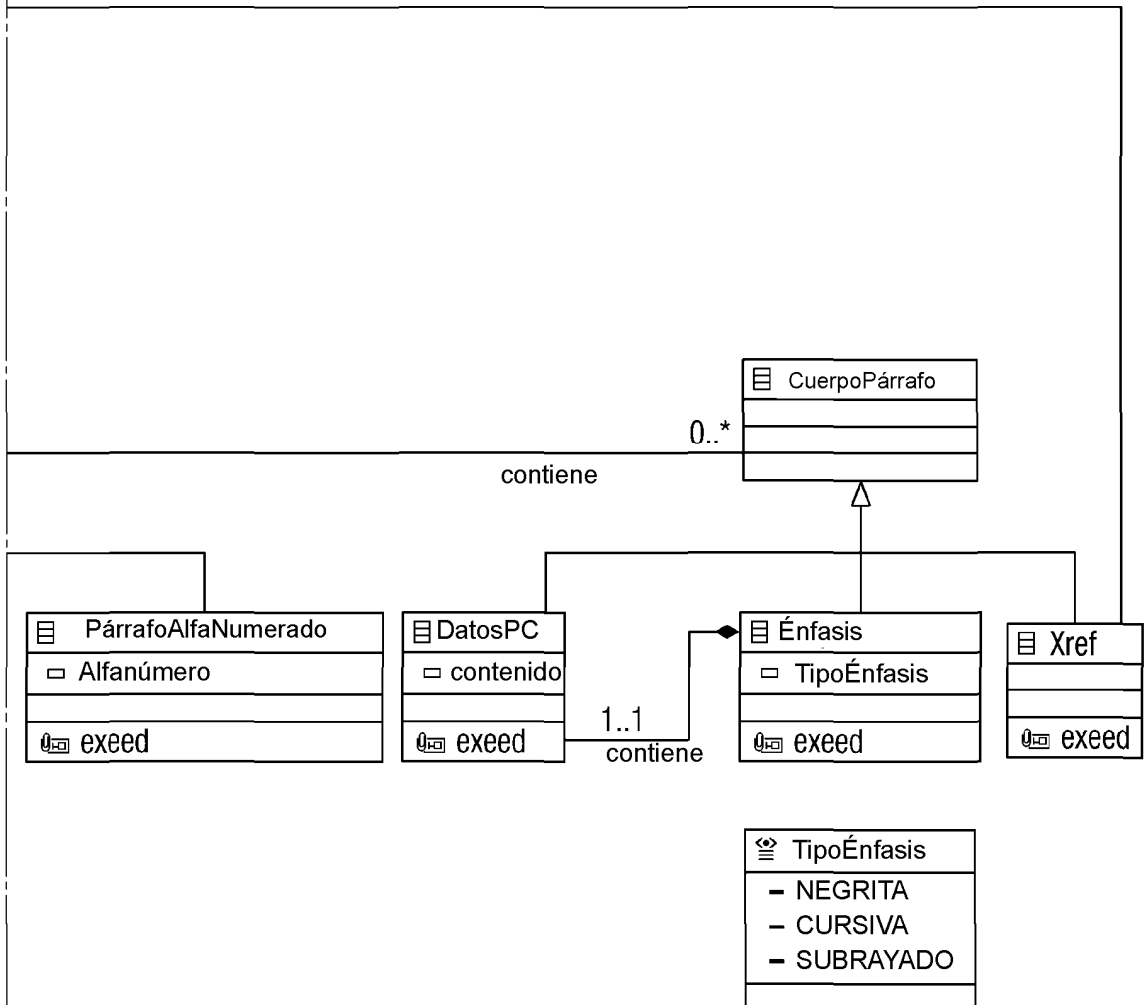 CuerpoPárrafo
0..*
contiene
PárrafoAlfaNumerado
Alfanúmero
exeed
DatosPC
contenido
exeed
1..1
contiene
Énfasis
TipoÉnfasis
exeed
Xref
exeed
TipoÉnfasis
– NEGRITA
– CURSIVA
– SUBRAYADO